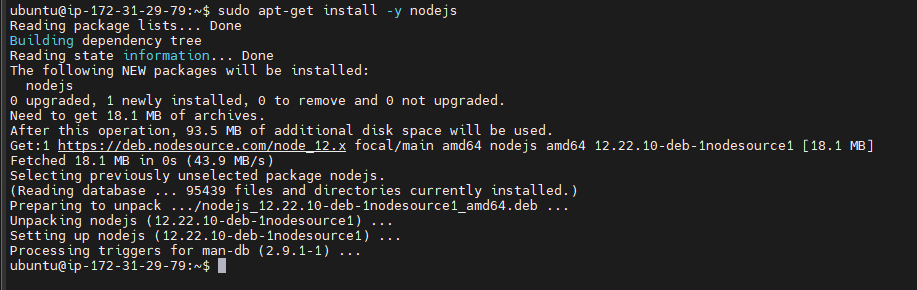 ubuntu@ip-172-31-29-79:~$ sudo apt-get install -y nodejs
Reading package lists... Done
Building dependency tree
Reading state information... Done
The following NEW packages will be installed:
  nodejs
0 upgraded, 1 newly installed, 0 to remove and 0 not upgraded.
Need to get 18.1 MB of archives.
After this operation, 93.5 MB of additional disk space will be used.
Get:1 https://deb.nodesource.com/node_12.x focal/main amd64 nodejs amd64 12.22.10-deb-1nodesource1 [18.1 MB]
Fetched 18.1 MB in 0s (43.9 MB/s)
Selecting previously unselected package nodejs.
(Reading database ... 95439 files and directories currently installed.)
Preparing to unpack .../nodejs_12.22.10-deb-1nodesource1_amd64.deb ...
Unpacking nodejs (12.22.10-deb-1nodesource1) ...
Setting up nodejs (12.22.10-deb-1nodesource1) ...
Processing triggers for man-db (2.9.1-1) ...
ubuntu@ip-172-31-29-79:~$